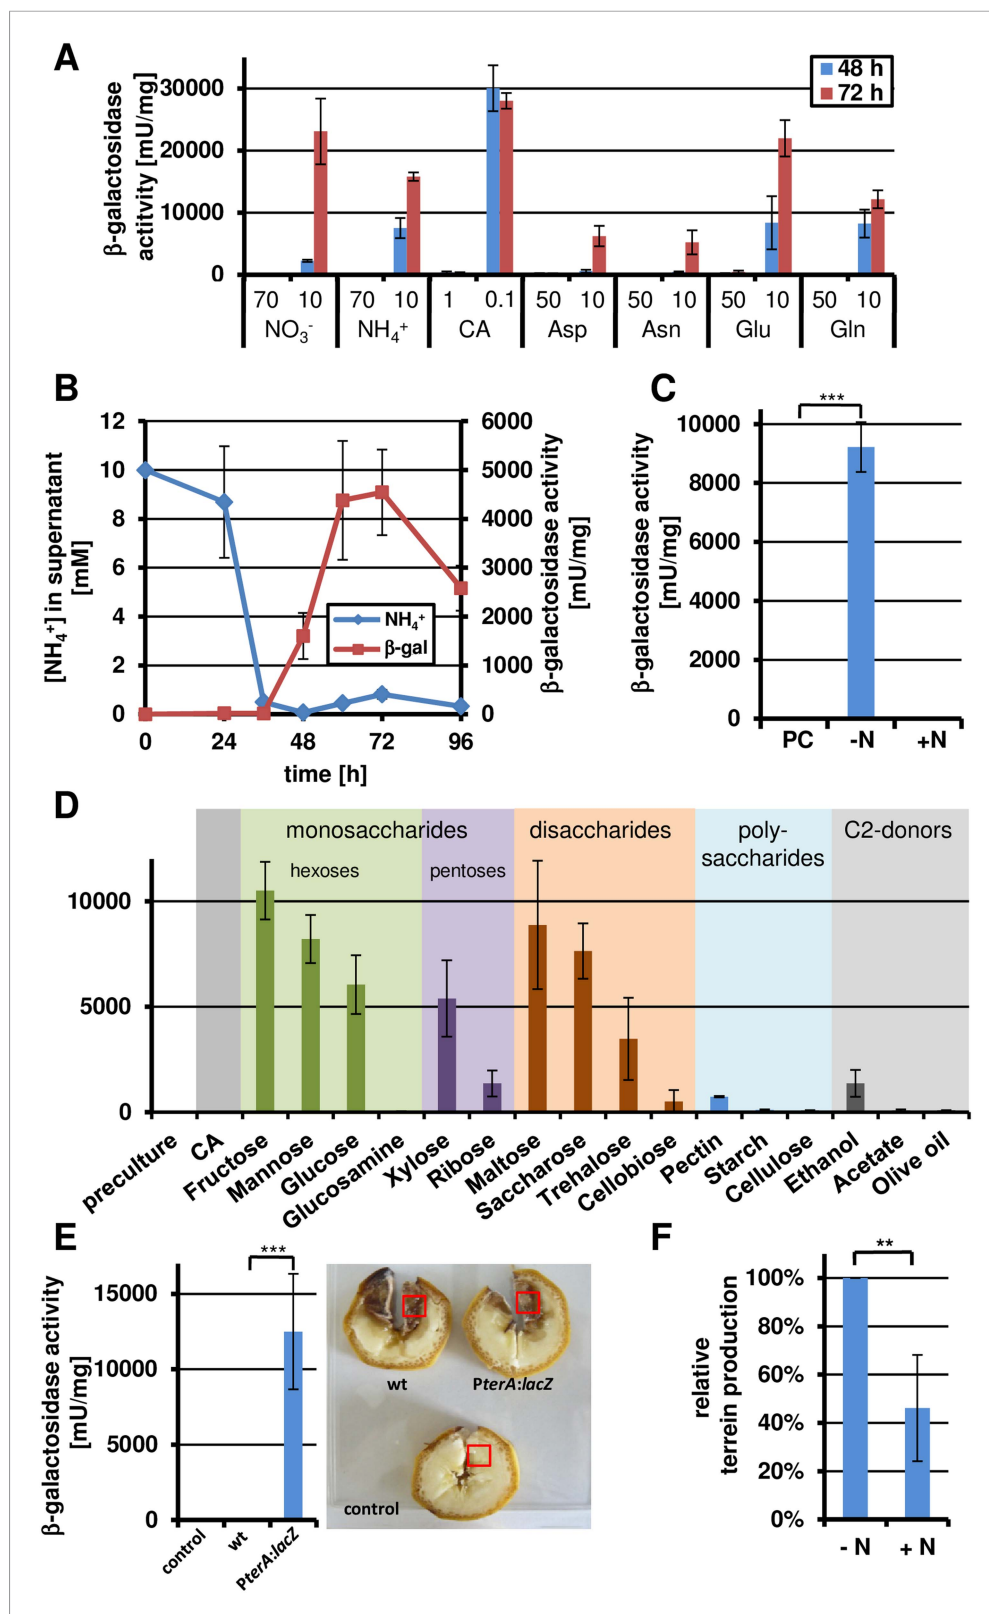 A
β-galactosidase
actitvity [mU/mg]
30000
20000
10000
0
48 h
72 h
70 10 70 10 1 0.1 50 10 50 10 50 10 50 10
NO₃⁻ NH₄⁺ CA Asp Asn Glu Gln
B
[NH₄⁺] in supernatant
[mM]
12
10
8
6
4
2
0
6000
5000
4000
3000
2000
1000
0
β-galactosidase activity
[mU/mg]
NH₄⁺
β-gal
0 24 48 72 96
time [h]
C
β-galactosidase activity
[mU/mg]
10000
8000
6000
4000
2000
0
***
PC -N +N
D
monosaccharides
hexoses
pentoses
disaccharides
poly-
saccharides
C2-donors
10000
5000
0
preculture
CA
Fructose
Mannose
Glucose
Glucosamine
Xylose
Ribose
Maltose
Saccharose
Trehalose
Cellobiose
Pectin
Starch
Cellulose
Ethanol
Acetate
Olive oil
E
β-galactosidase activity
[mU/mg]
15000
10000
5000
0
***
control
wt
PterA:lacZ
wt
PterA:lacZ
control
F
relative
terrein production
100%
80%
60%
40%
20%
0%
**
- N + N